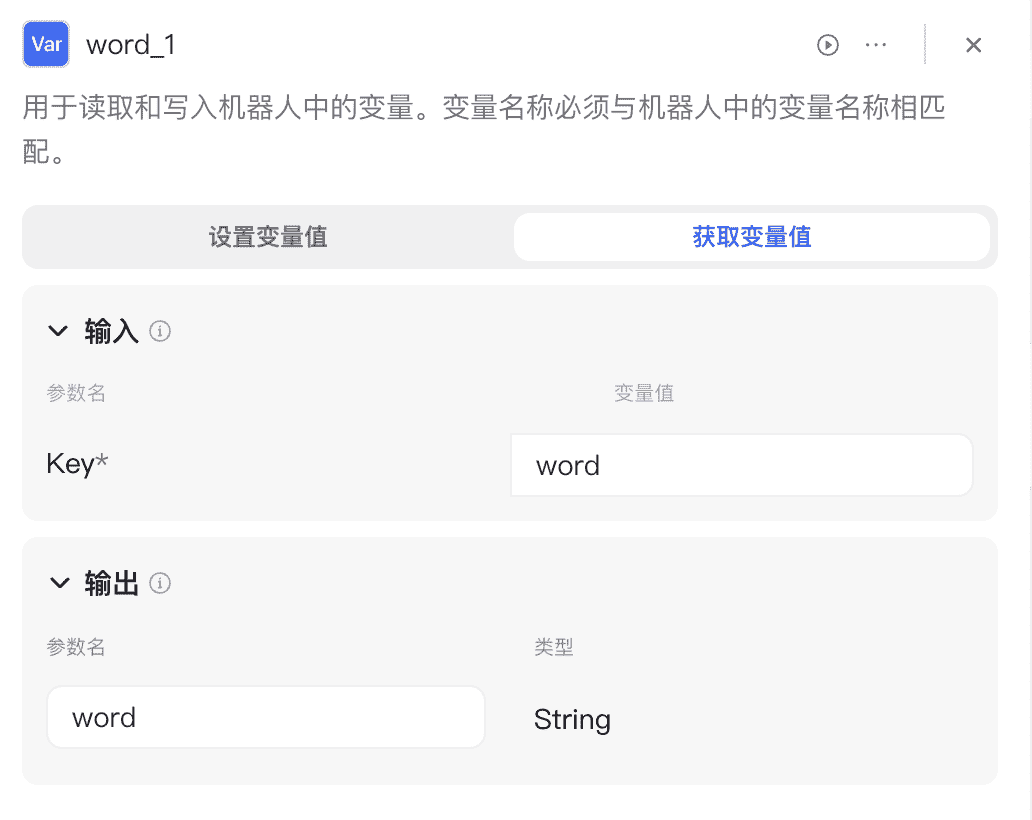 Var word_1
用于读取和写入机器人中的变量。变量名称必须与机器人中的变量名称相匹
配。
设置变量值 获取变量值
输入
参数名 变量值
Key* word
输出
参数名 类型
word String